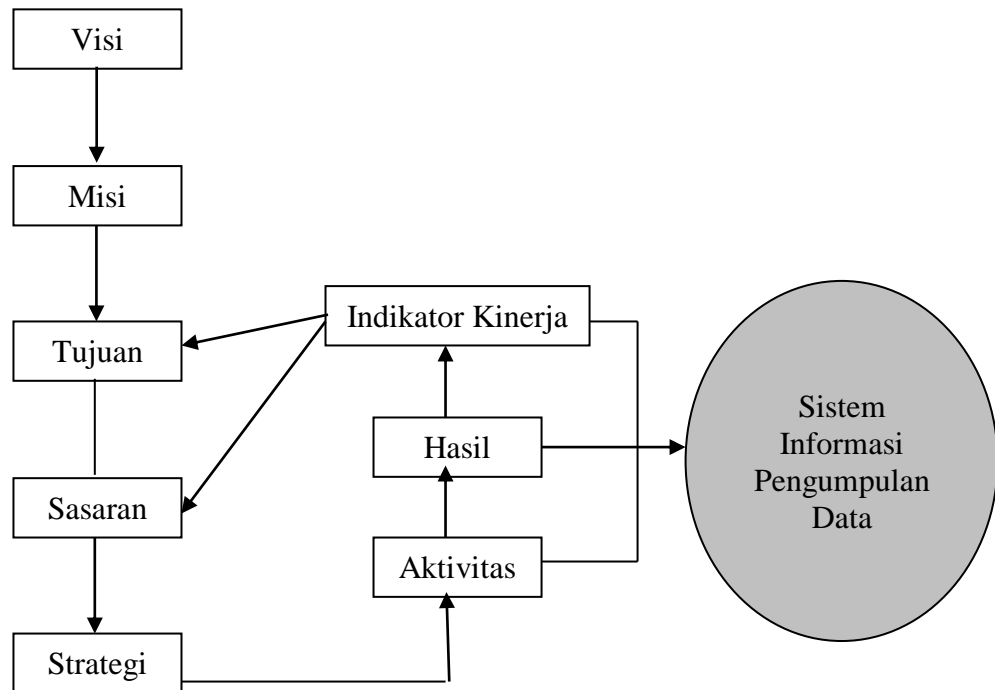 Visi
Misi
Tujuan
Sasaran
Strategi
Indikator Kinerja
Hasil
Aktivitas
Sistem
Informasi
Pengumpulan
Data